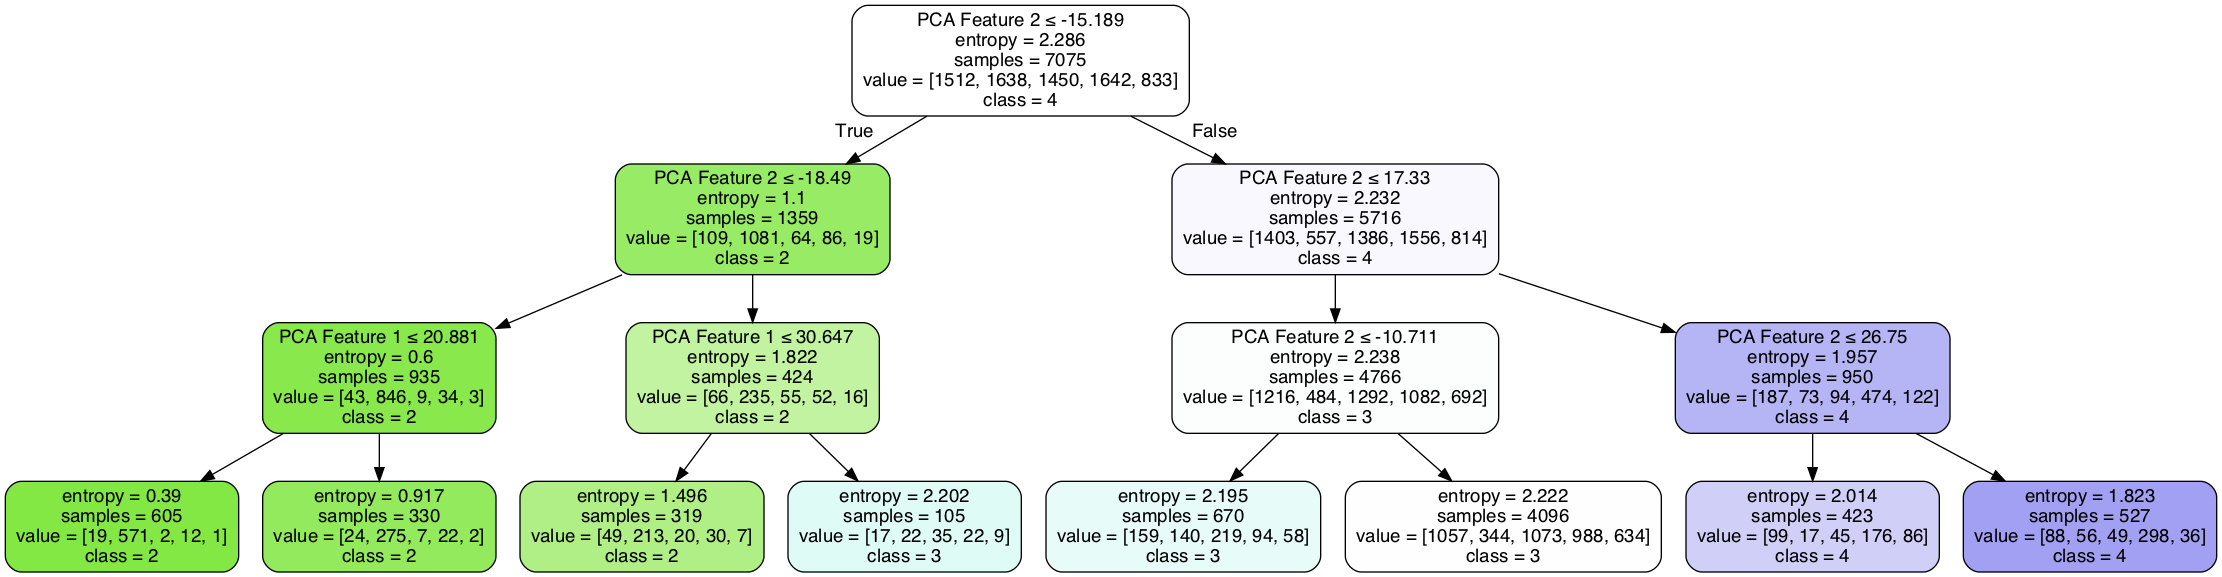 PCA Feature 2 ≤ -15.189
entropy = 2.286
samples = 7075
value = [1512, 1638, 1450, 1642, 833]
class = 4
True
False
PCA Feature 2 ≤ -18.49
entropy = 1.1
samples = 1359
value = [109, 1081, 64, 86, 19]
class = 2
PCA Feature 2 ≤ 17.33
entropy = 2.232
samples = 5716
value = [1403, 557, 1386, 1556, 814]
class = 4
PCA Feature 1 ≤ 20.881
entropy = 0.6
samples = 935
value = [43, 846, 9, 34, 3]
class = 2
PCA Feature 1 ≤ 30.647
entropy = 1.822
samples = 424
value = [66, 235, 55, 52, 16]
class = 2
PCA Feature 2 ≤ -10.711
entropy = 2.238
samples = 4766
value = [1216, 484, 1292, 1082, 692]
class = 3
PCA Feature 2 ≤ 26.75
entropy = 1.957
samples = 950
value = [187, 73, 94, 474, 122]
class = 4
entropy = 0.39
samples = 605
value = [19, 571, 2, 12, 1]
class = 2
entropy = 0.917
samples = 330
value = [24, 275, 7, 22, 2]
class = 2
entropy = 1.496
samples = 319
value = [49, 213, 20, 30, 7]
class = 2
entropy = 2.202
samples = 105
value = [17, 22, 35, 22, 9]
class = 3
entropy = 2.195
samples = 670
value = [159, 140, 219, 94, 58]
class = 3
entropy = 2.222
samples = 4096
value = [1057, 344, 1073, 988, 634]
class = 3
entropy = 2.014
samples = 423
value = [99, 17, 45, 176, 86]
class = 4
entropy = 1.823
samples = 527
value = [88, 56, 49, 298, 36]
class = 4